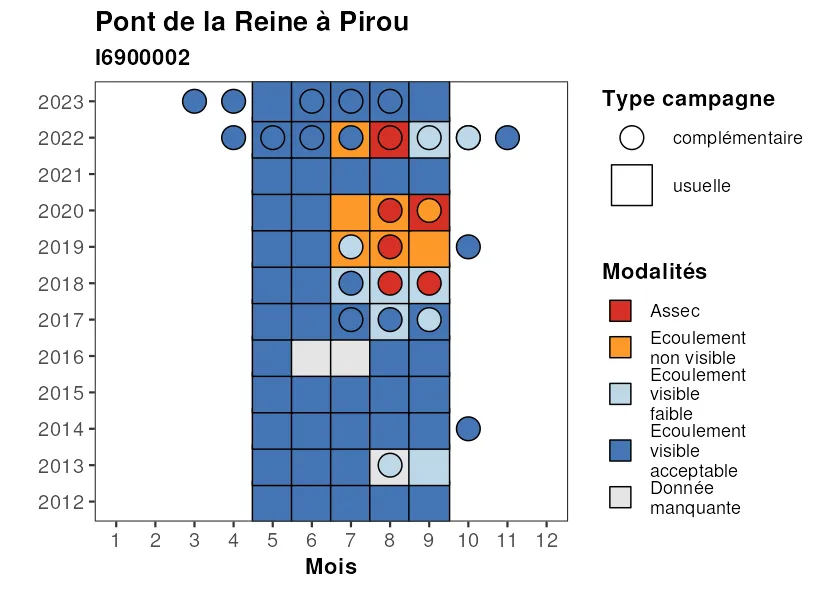 Pont de la Reine à Pirou
I6900002
2023
2022
2021
2020
2019
2018
2017
2016
2015
2014
2013
2012
1 2 3 4 5 6 7 8 9 10 11 12
Mois
Type campagne
complémentaire
usuelle
Modalités
Assec
Ecoulement
non visible
Ecoulement
visible
faible
Ecoulement
visible
acceptable
Donnée
manquante